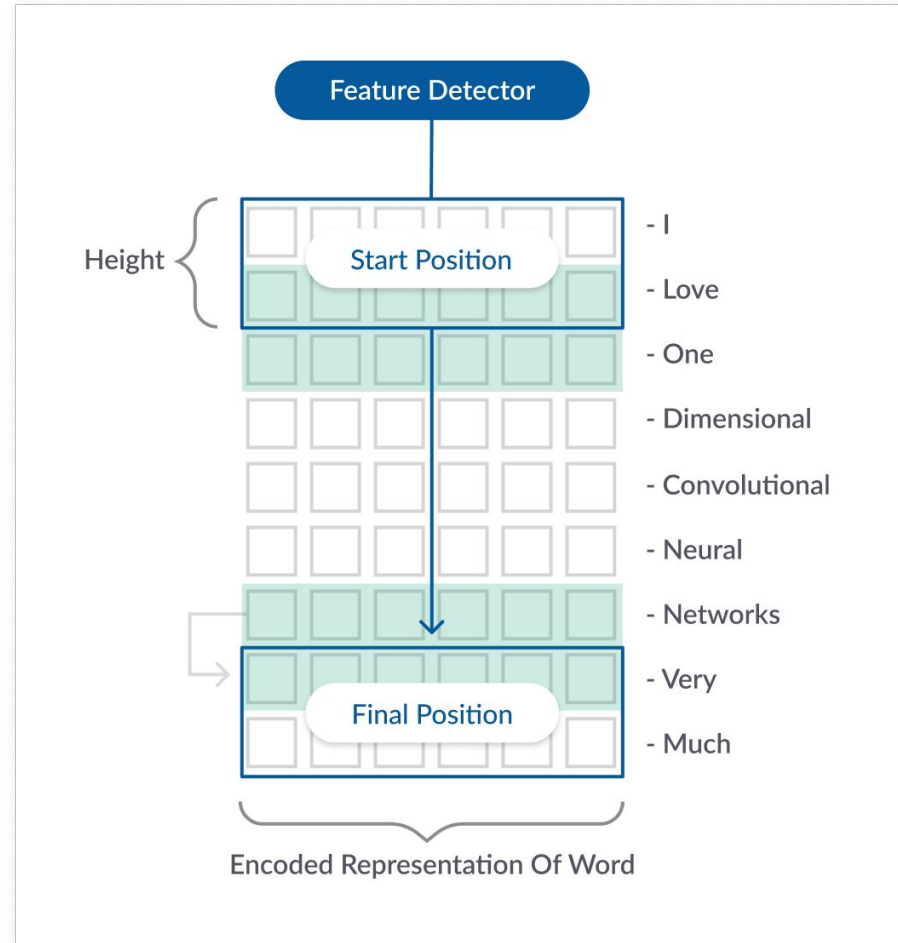 Feature Detector
Height
Start Position
- I
- Love
- One
- Dimensional
- Convolutional
- Neural
- Networks
- Very
Final Position
- Much
Encoded Representation Of Word